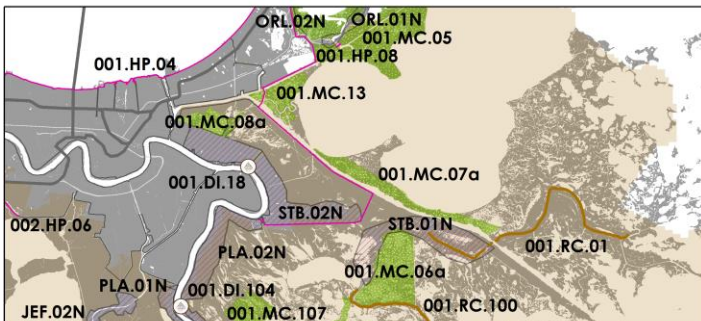 ORL.02N
ORL.01N
001.MC.05
001.HP.08
001.HP.04
001.MC.13
001.MC.08a
001.DI.18
001.MC.07a
STB.02N
STB.01N
002.HP.06
PLA.02N
001.RC.01
001.MC.06a
PLA.01N
001.DI.104
JEF.02N
001.MC.107
001.RC.100